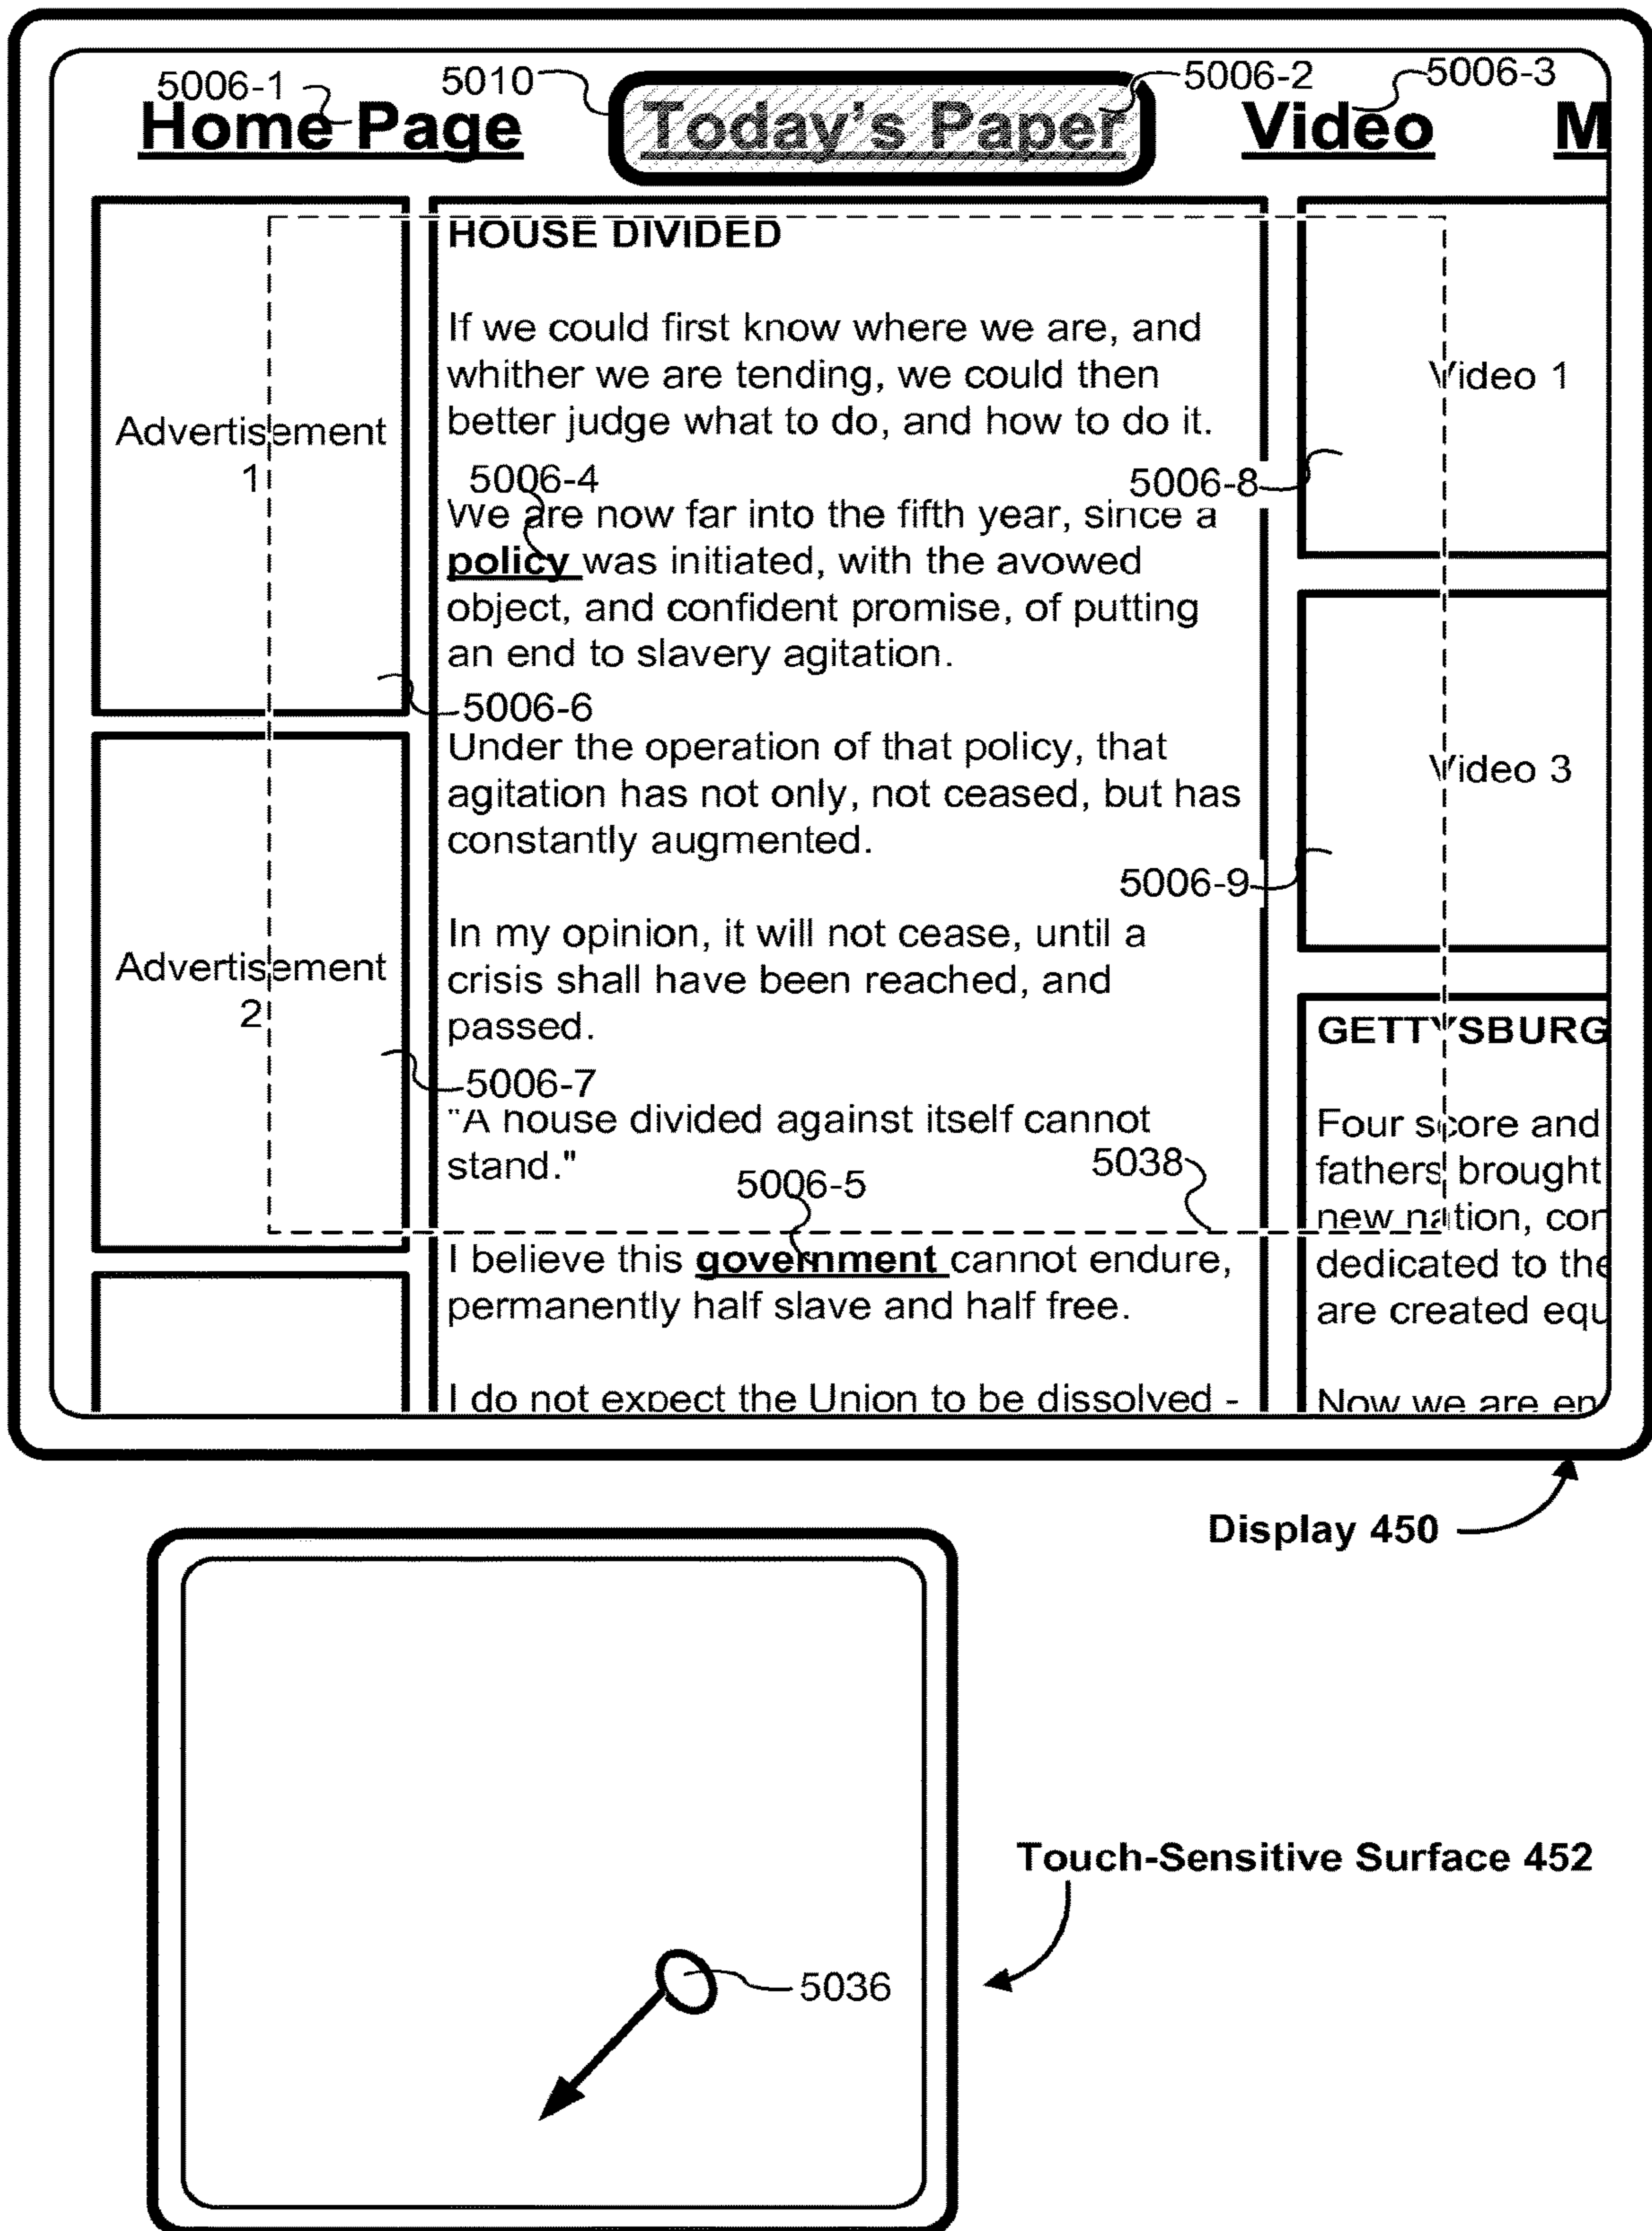 5006-1
5010
5006-2
5006-3
Home Page
Today's Paper
Video
M
Advertisement
1
5006-6
Advertisement
2
5006-7
HOUSE DIVIDED
If we could first know where we are, and
whither we are tending, we could then
better judge what to do, and how to do it.
5006-4
We are now far into the fifth year, since a
policy was initiated, with the avowed
object, and confident promise, of putting
an end to slavery agitation.
Under the operation of that policy, that
agitation has not only, not ceased, but has
constantly augmented.
In my opinion, it will not cease, until a
crisis shall have been reached, and
passed.
"A house divided against itself cannot
stand."
5006-5
5038
I believe this government cannot endure,
permanently half slave and half free.
I do not expect the Union to be dissolved -
Video 1
5006-8
Video 3
5006-9
GETTYSBURG
Four score and
fathers brought
new nation, con
dedicated to the
are created equ
Now we are en
Display 450
Touch-Sensitive Surface 452
5036